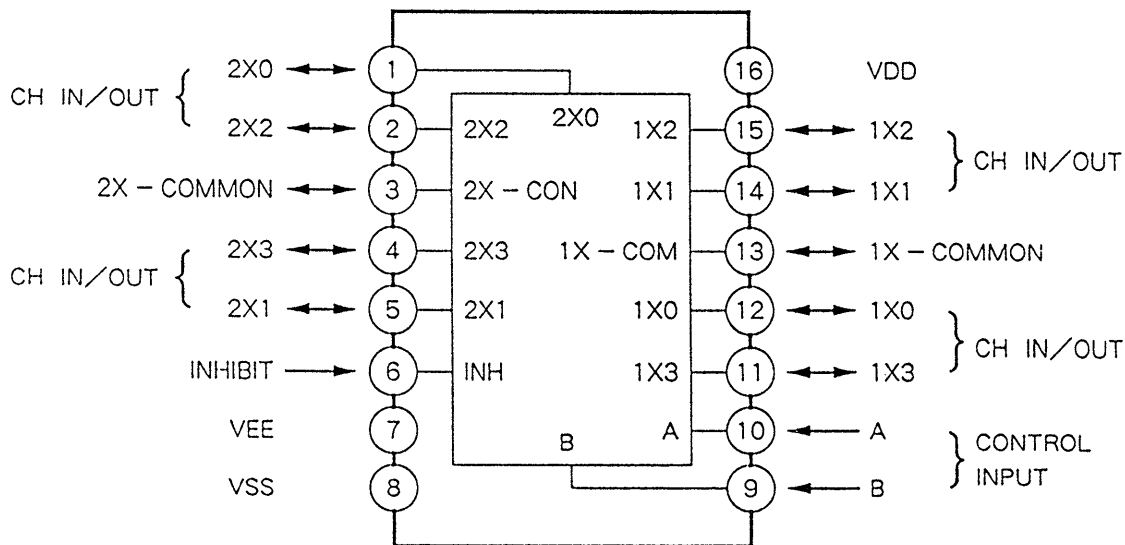 2X0 1 16 VDD
CH IN/OUT
2X0
2X2 2 2X2 1X2 15 1X2
CH IN/OUT
2X-COMMON 3 2X-CON 1X1 14 1X1
2X3 4 2X3 1X-COM 13 1X-COMMON
CH IN/OUT
2X1 5 2X1 1X0 12 1X0
CH IN/OUT
INHIBIT 6 INH 1X3 11 1X3
VEE 7 A 10 A
B
CONTROL
INPUT
VSS 8 9 B